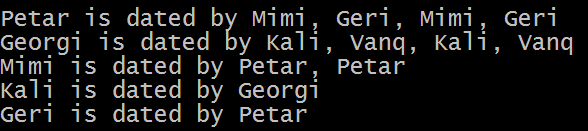 Petar is dated by Mimi, Geri, Mimi, Geri
Georgi is dated by Kali, Vanq, Kali, Vanq
Mimi is dated by Petar, Petar
Kali is dated by Georgi
Geri is dated by Petar